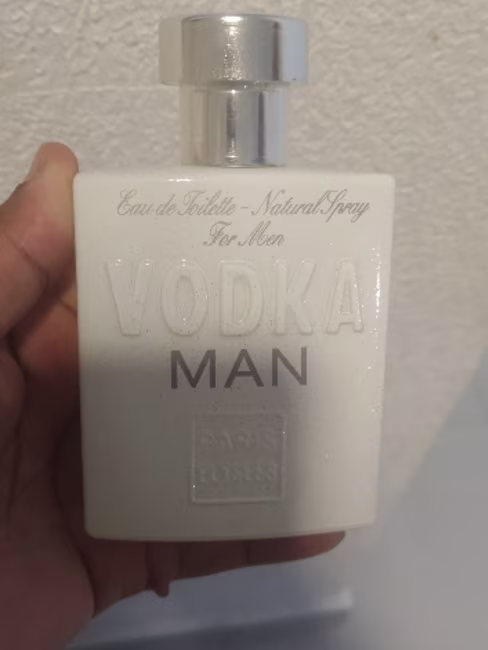 Eau de Toilette - Natural Spray
For Men
VODKA
MAN
PARIS
ELYSEES